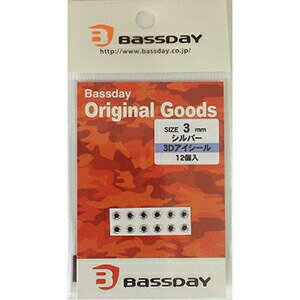 BASSDAY
http://www.bassday.co.jp/
Bassday
Original Goods
SIZE 3 mm
シルバー
3Dアイシール
12個入
BASSDAY